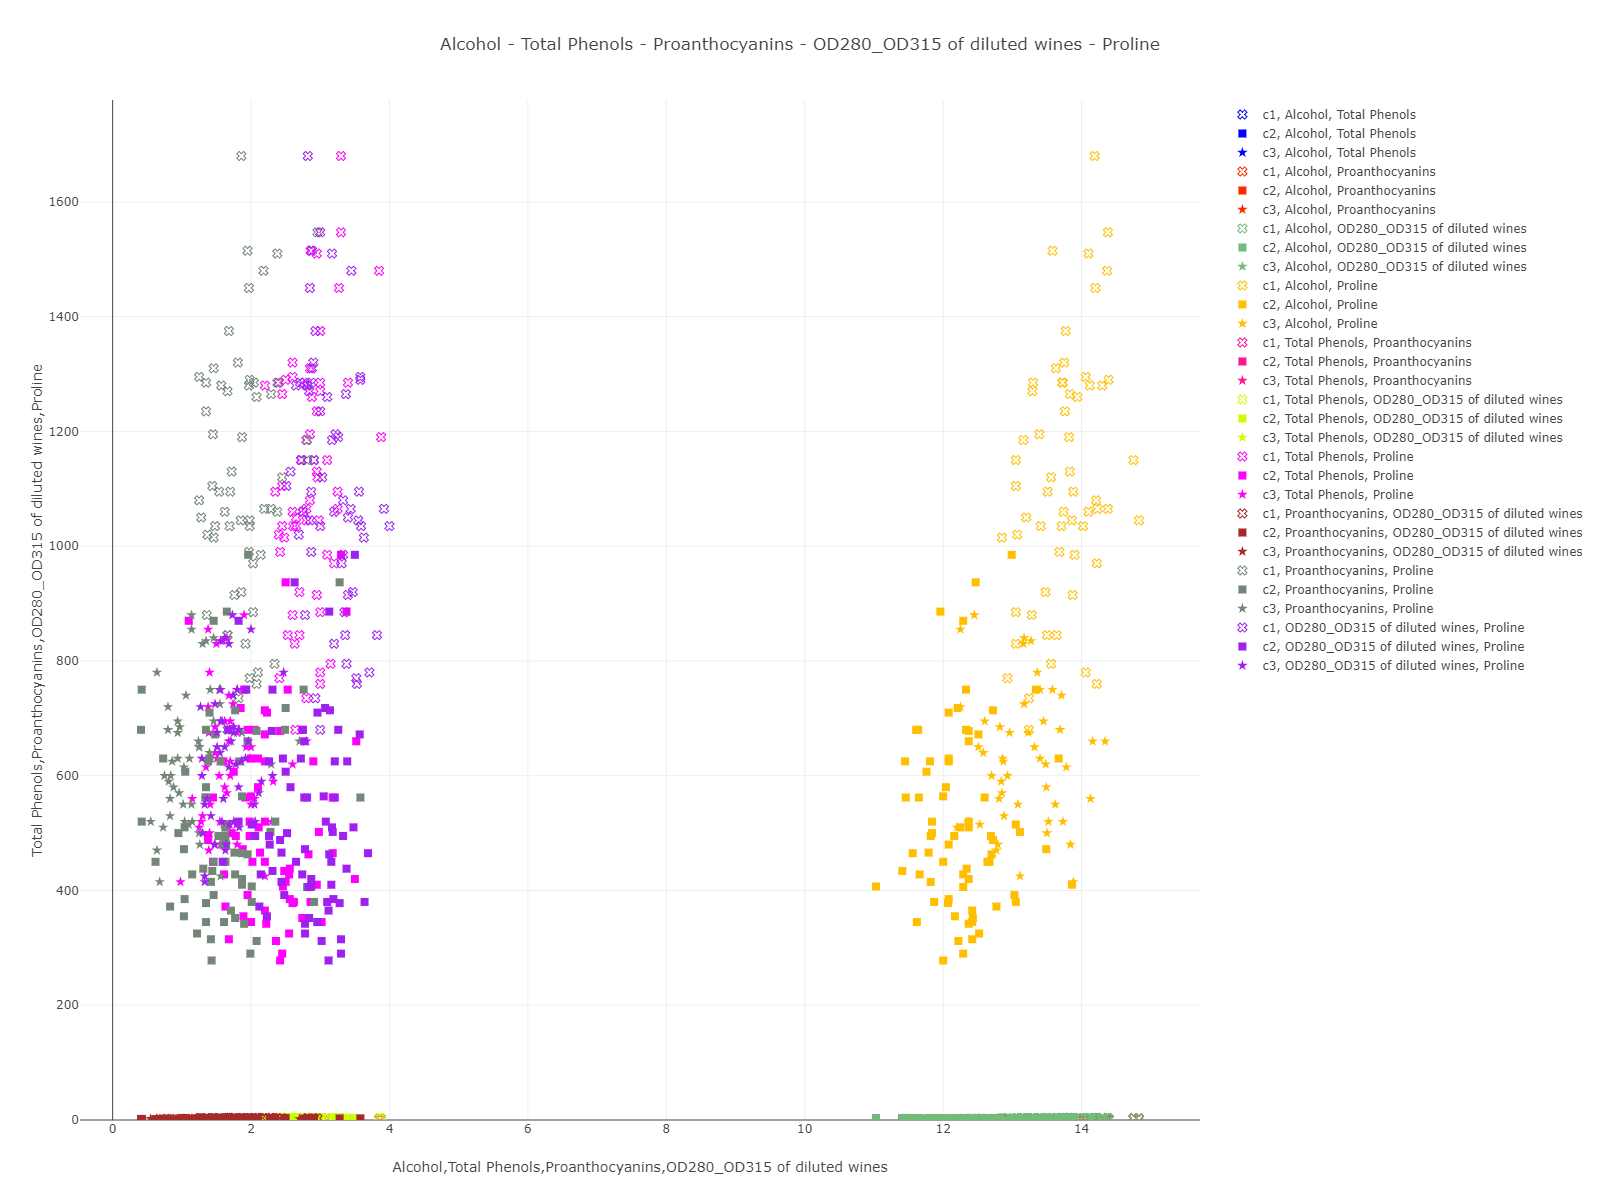 Alcohol - Total Phenols - Proanthocyanins - OD280_OD315 of diluted wines - Proline
Total Phenols,Proanthocyanins,OD280_OD315 of diluted wines,Proline
1600
1400
1200
1000
800
600
400
200
0
0 2 4 6 8 10 12 14
Alcohol,Total Phenols,Proanthocyanins,OD280_OD315 of diluted wines
c1, Alcohol, Total Phenols
c2, Alcohol, Total Phenols
c3, Alcohol, Total Phenols
c1, Alcohol, Proanthocyanins
c2, Alcohol, Proanthocyanins
c3, Alcohol, Proanthocyanins
c1, Alcohol, OD280_OD315 of diluted wines
c2, Alcohol, OD280_OD315 of diluted wines
c3, Alcohol, OD280_OD315 of diluted wines
c1, Alcohol, Proline
c2, Alcohol, Proline
c3, Alcohol, Proline
c1, Total Phenols, Proanthocyanins
c2, Total Phenols, Proanthocyanins
c3, Total Phenols, Proanthocyanins
c1, Total Phenols, OD280_OD315 of diluted wines
c2, Total Phenols, OD280_OD315 of diluted wines
c3, Total Phenols, OD280_OD315 of diluted wines
c1, Total Phenols, Proline
c2, Total Phenols, Proline
c3, Total Phenols, Proline
c1, Proanthocyanins, OD280_OD315 of diluted wines
c2, Proanthocyanins, OD280_OD315 of diluted wines
c3, Proanthocyanins, OD280_OD315 of diluted wines
c1, Proanthocyanins, Proline
c2, Proanthocyanins, Proline
c3, Proanthocyanins, Proline
c1, OD280_OD315 of diluted wines, Proline
c2, OD280_OD315 of diluted wines, Proline
c3, OD280_OD315 of diluted wines, Proline